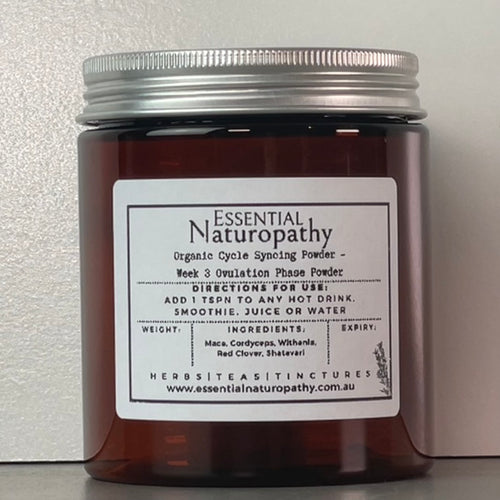 ESSENTIAL
Naturopathy
Organic Cycle Syncing Powder -
Week 3 Ovulation Phase Powder
DIRECTIONS FOR USE:
ADD 1 TSPN TO ANY HOT DRINK,
SMOOTHIE, JUICE OR WATER
WEIGHT: INGREDIENTS: EXPIRY:
Maca, Cordyceps, Withania,
Red Clover, Shatavari
HERBS|TEAS|TINCTURES
www.essentialnaturopathy.com.au